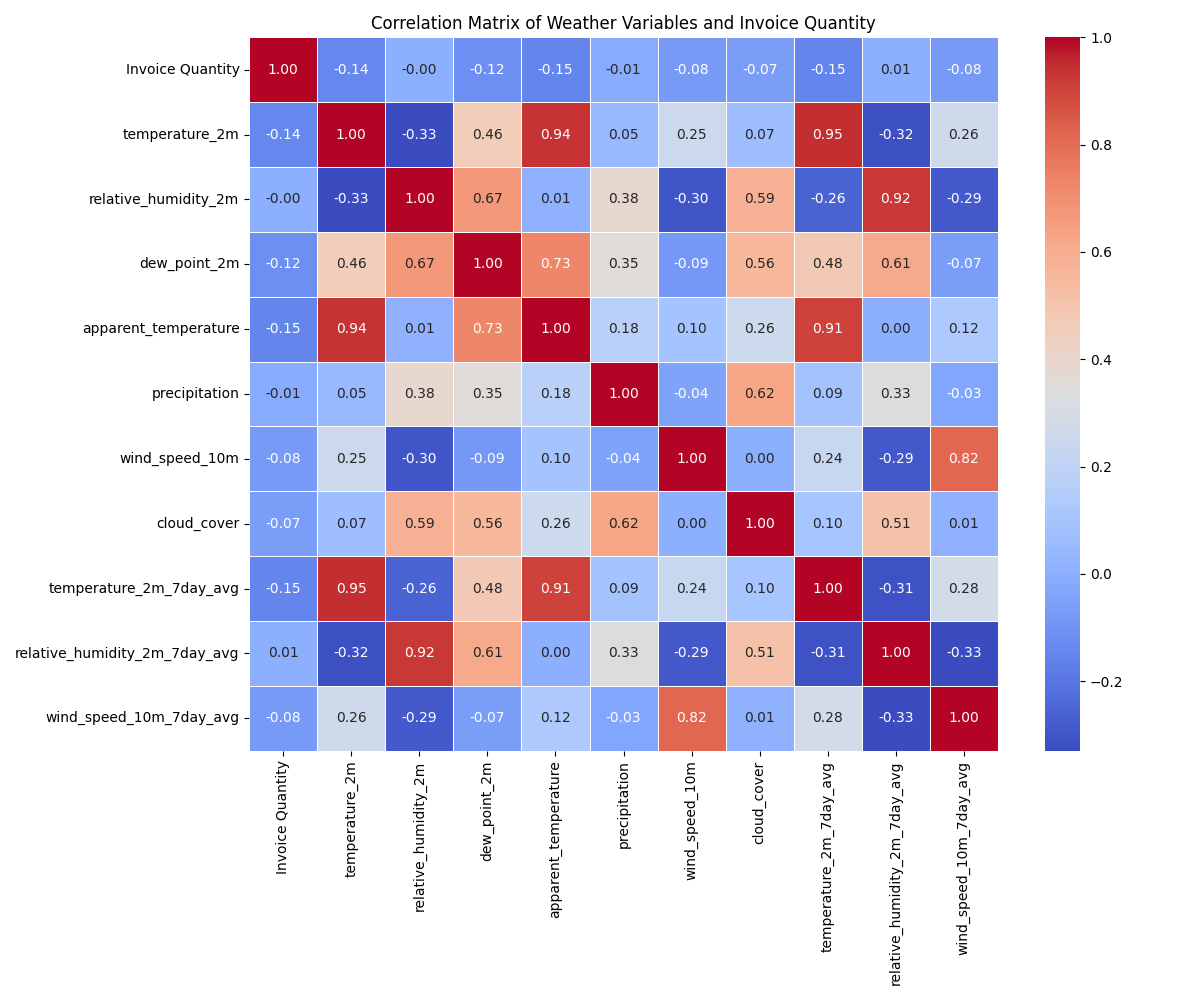 Correlation Matrix of Weather Variables and Invoice Quantity
Invoice Quantity 1.00 -0.14 -0.00 -0.12 -0.15 -0.01 -0.08 -0.07 -0.15 0.01 -0.08
temperature_2m -0.14 1.00 -0.33 0.46 0.94 0.05 0.25 0.07 0.95 -0.32 0.26
relative_humidity_2m -0.00 -0.33 1.00 0.67 0.01 0.38 -0.30 0.59 -0.26 0.92 -0.29
dew_point_2m -0.12 0.46 0.67 1.00 0.73 0.35 -0.09 0.56 0.48 0.61 -0.07
apparent_temperature -0.15 0.94 0.01 0.73 1.00 0.18 0.10 0.26 0.91 0.00 0.12
precipitation -0.01 0.05 0.38 0.35 0.18 1.00 -0.04 0.62 0.09 0.33 -0.03
wind_speed_10m -0.08 0.25 -0.30 -0.09 0.10 -0.04 1.00 0.00 0.24 -0.29 0.82
cloud_cover -0.07 0.07 0.59 0.56 0.26 0.62 0.00 1.00 0.10 0.51 0.01
temperature_2m_7day_avg -0.15 0.95 -0.26 0.48 0.91 0.09 0.24 0.10 1.00 -0.31 0.28
relative_humidity_2m_7day_avg 0.01 -0.32 0.92 0.61 0.00 0.33 -0.29 0.51 -0.31 1.00 -0.33
wind_speed_10m_7day_avg -0.08 0.26 -0.29 -0.07 0.12 -0.03 0.82 0.01 0.28 -0.33 1.00
Invoice Quantity
temperature_2m
relative_humidity_2m
dew_point_2m
apparent_temperature
precipitation
wind_speed_10m
cloud_cover
temperature_2m_7day_avg
relative_humidity_2m_7day_avg
wind_speed_10m_7day_avg
1.0
0.8
0.6
0.4
0.2
0.0
−0.2